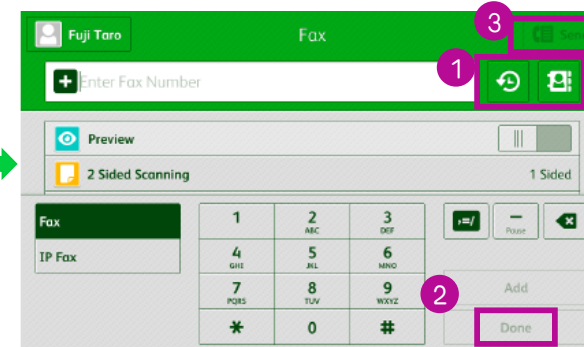 3
Fuji Taro Fax Send
1
Enter Fax Number
Preview
2 Sided Scanning 1 Sided
Fax
IP Fax
1 2 3
ABC DEF
,=/ Pause
4 5 6
GHI JKL MNO
7 8 9
PQRS TUV WXYZ
2
Add
* 0 #
Done